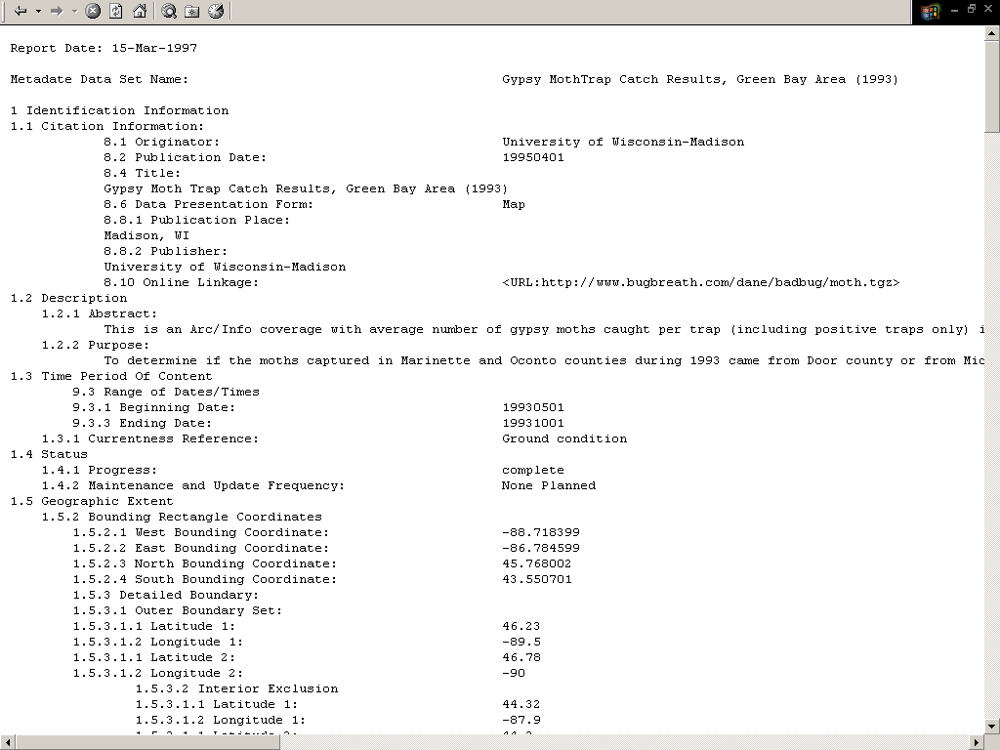 Report Date: 15-Mar-1997
Metadate Data Set Name: Gypsy MothTrap Catch Results, Green Bay Area (1993)
1 Identification Information
1.1 Citation Information:
8.1 Originator: University of Wisconsin-Madison
8.2 Publication Date: 19950401
8.4 Title:
Gypsy Moth Trap Catch Results, Green Bay Area (1993)
8.6 Data Presentation Form: Map
8.8.1 Publication Place:
Madison, WI
8.8.2 Publisher:
University of Wisconsin-Madison
8.10 Online Linkage: <URL:http://www.bugbreath.com/dane/badbug/moth.tgz>
1.2 Description
1.2.1 Abstract:
This is an Arc/Info coverage with average number of gypsy moths caught per trap (including positive traps only)
1.2.2 Purpose:
To determine if the moths captured in Marinette and Oconto counties during 1993 came from Door county or from Mic
1.3 Time Period Of Content
9.3 Range of Dates/Times
9.3.1 Beginning Date: 19930501
9.3.3 Ending Date: 19931001
1.3.1 Currentness Reference: Ground condition
1.4 Status
1.4.1 Progress: complete
1.4.2 Maintenance and Update Frequency: None Planned
1.5 Geographic Extent
1.5.2 Bounding Rectangle Coordinates
1.5.2.1 West Bounding Coordinate: -88.718399
1.5.2.2 East Bounding Coordinate: -86.784599
1.5.2.3 North Bounding Coordinate: 45.768002
1.5.2.4 South Bounding Coordinate: 43.550701
1.5.3 Detailed Boundary:
1.5.3.1 Outer Boundary Set:
1.5.3.1.1 Latitude 1: 46.23
1.5.3.1.2 Longitude 1: -89.5
1.5.3.1.1 Latitude 2: 46.78
1.5.3.1.2 Longitude 2: -90
1.5.3.2 Interior Exclusion
1.5.3.1.1 Latitude 1: 44.32
1.5.3.1.2 Longitude 1: -87.9